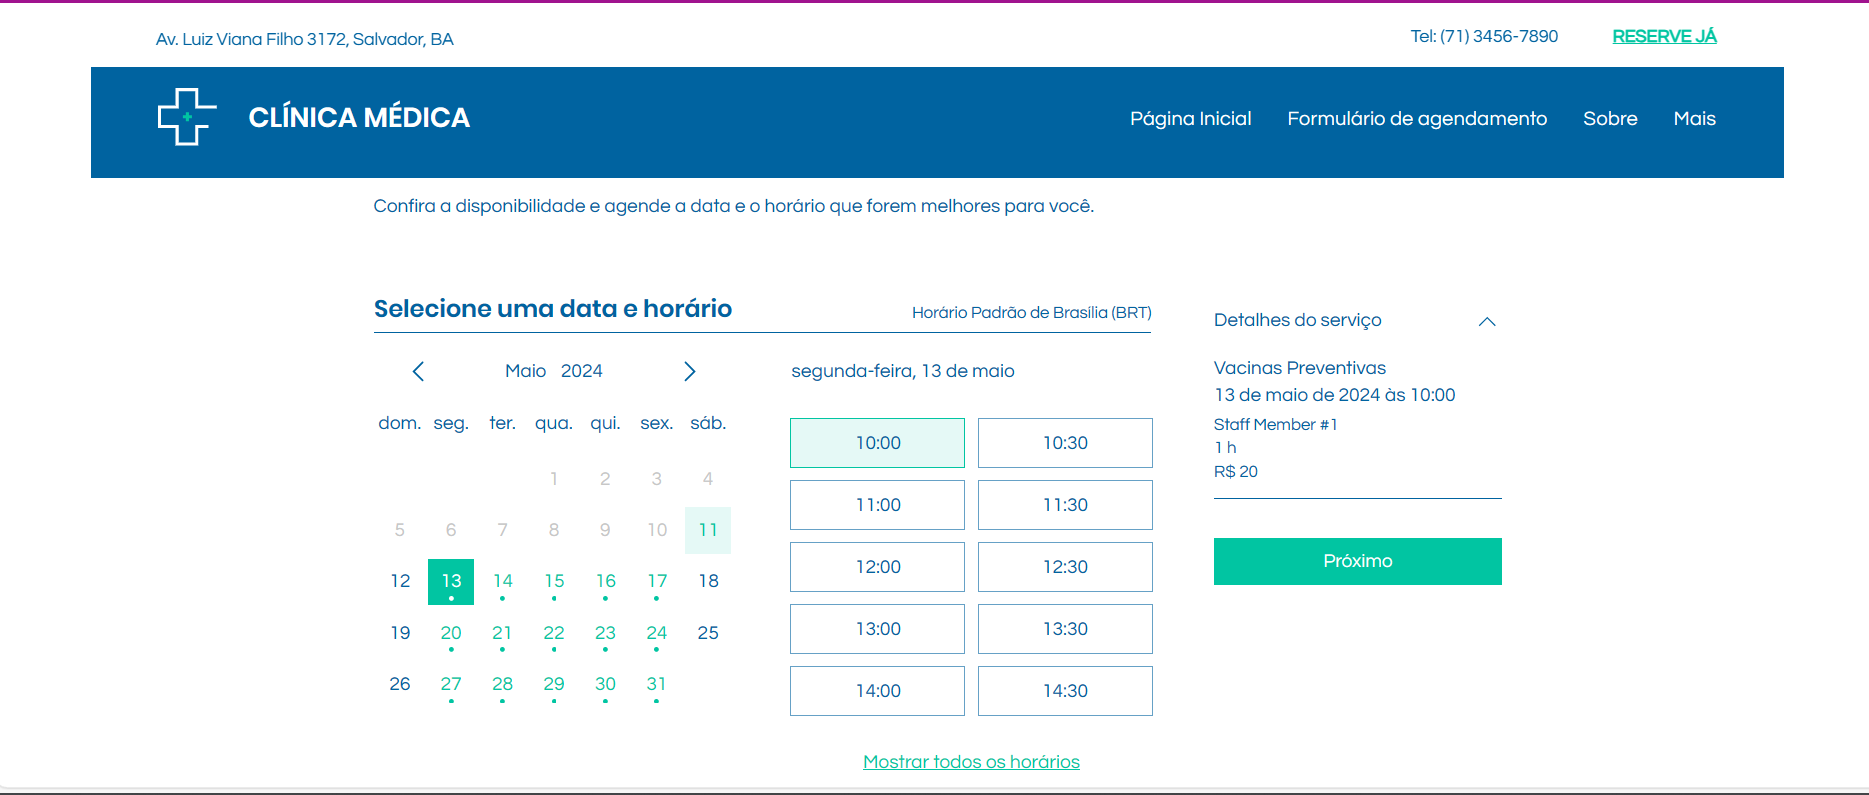 Av. Luiz Viana Filho 3172, Salvador, BA
Tel: (71) 3456-7890
RESERVE JÁ
CLÍNICA MÉDICA
Página Inicial
Formulário de agendamento
Sobre
Mais
Confira a disponibilidade e agende a data e o horário que forem melhores para você.
Selecione uma data e horário
Horário Padrão de Brasília (BRT)
Maio 2024
dom. seg. ter. qua. qui. sex. sáb.
1 2 3 4
5 6 7 8 9 10 11
12 13 14 15 16 17 18
19 20 21 22 23 24 25
26 27 28 29 30 31
segunda-feira, 13 de maio
10:00 10:30
11:00 11:30
12:00 12:30
13:00 13:30
14:00 14:30
Mostrar todos os horários
Detalhes do serviço
Vacinas Preventivas
13 de maio de 2024 às 10:00
Staff Member #1
1 h
R$ 20
Próximo